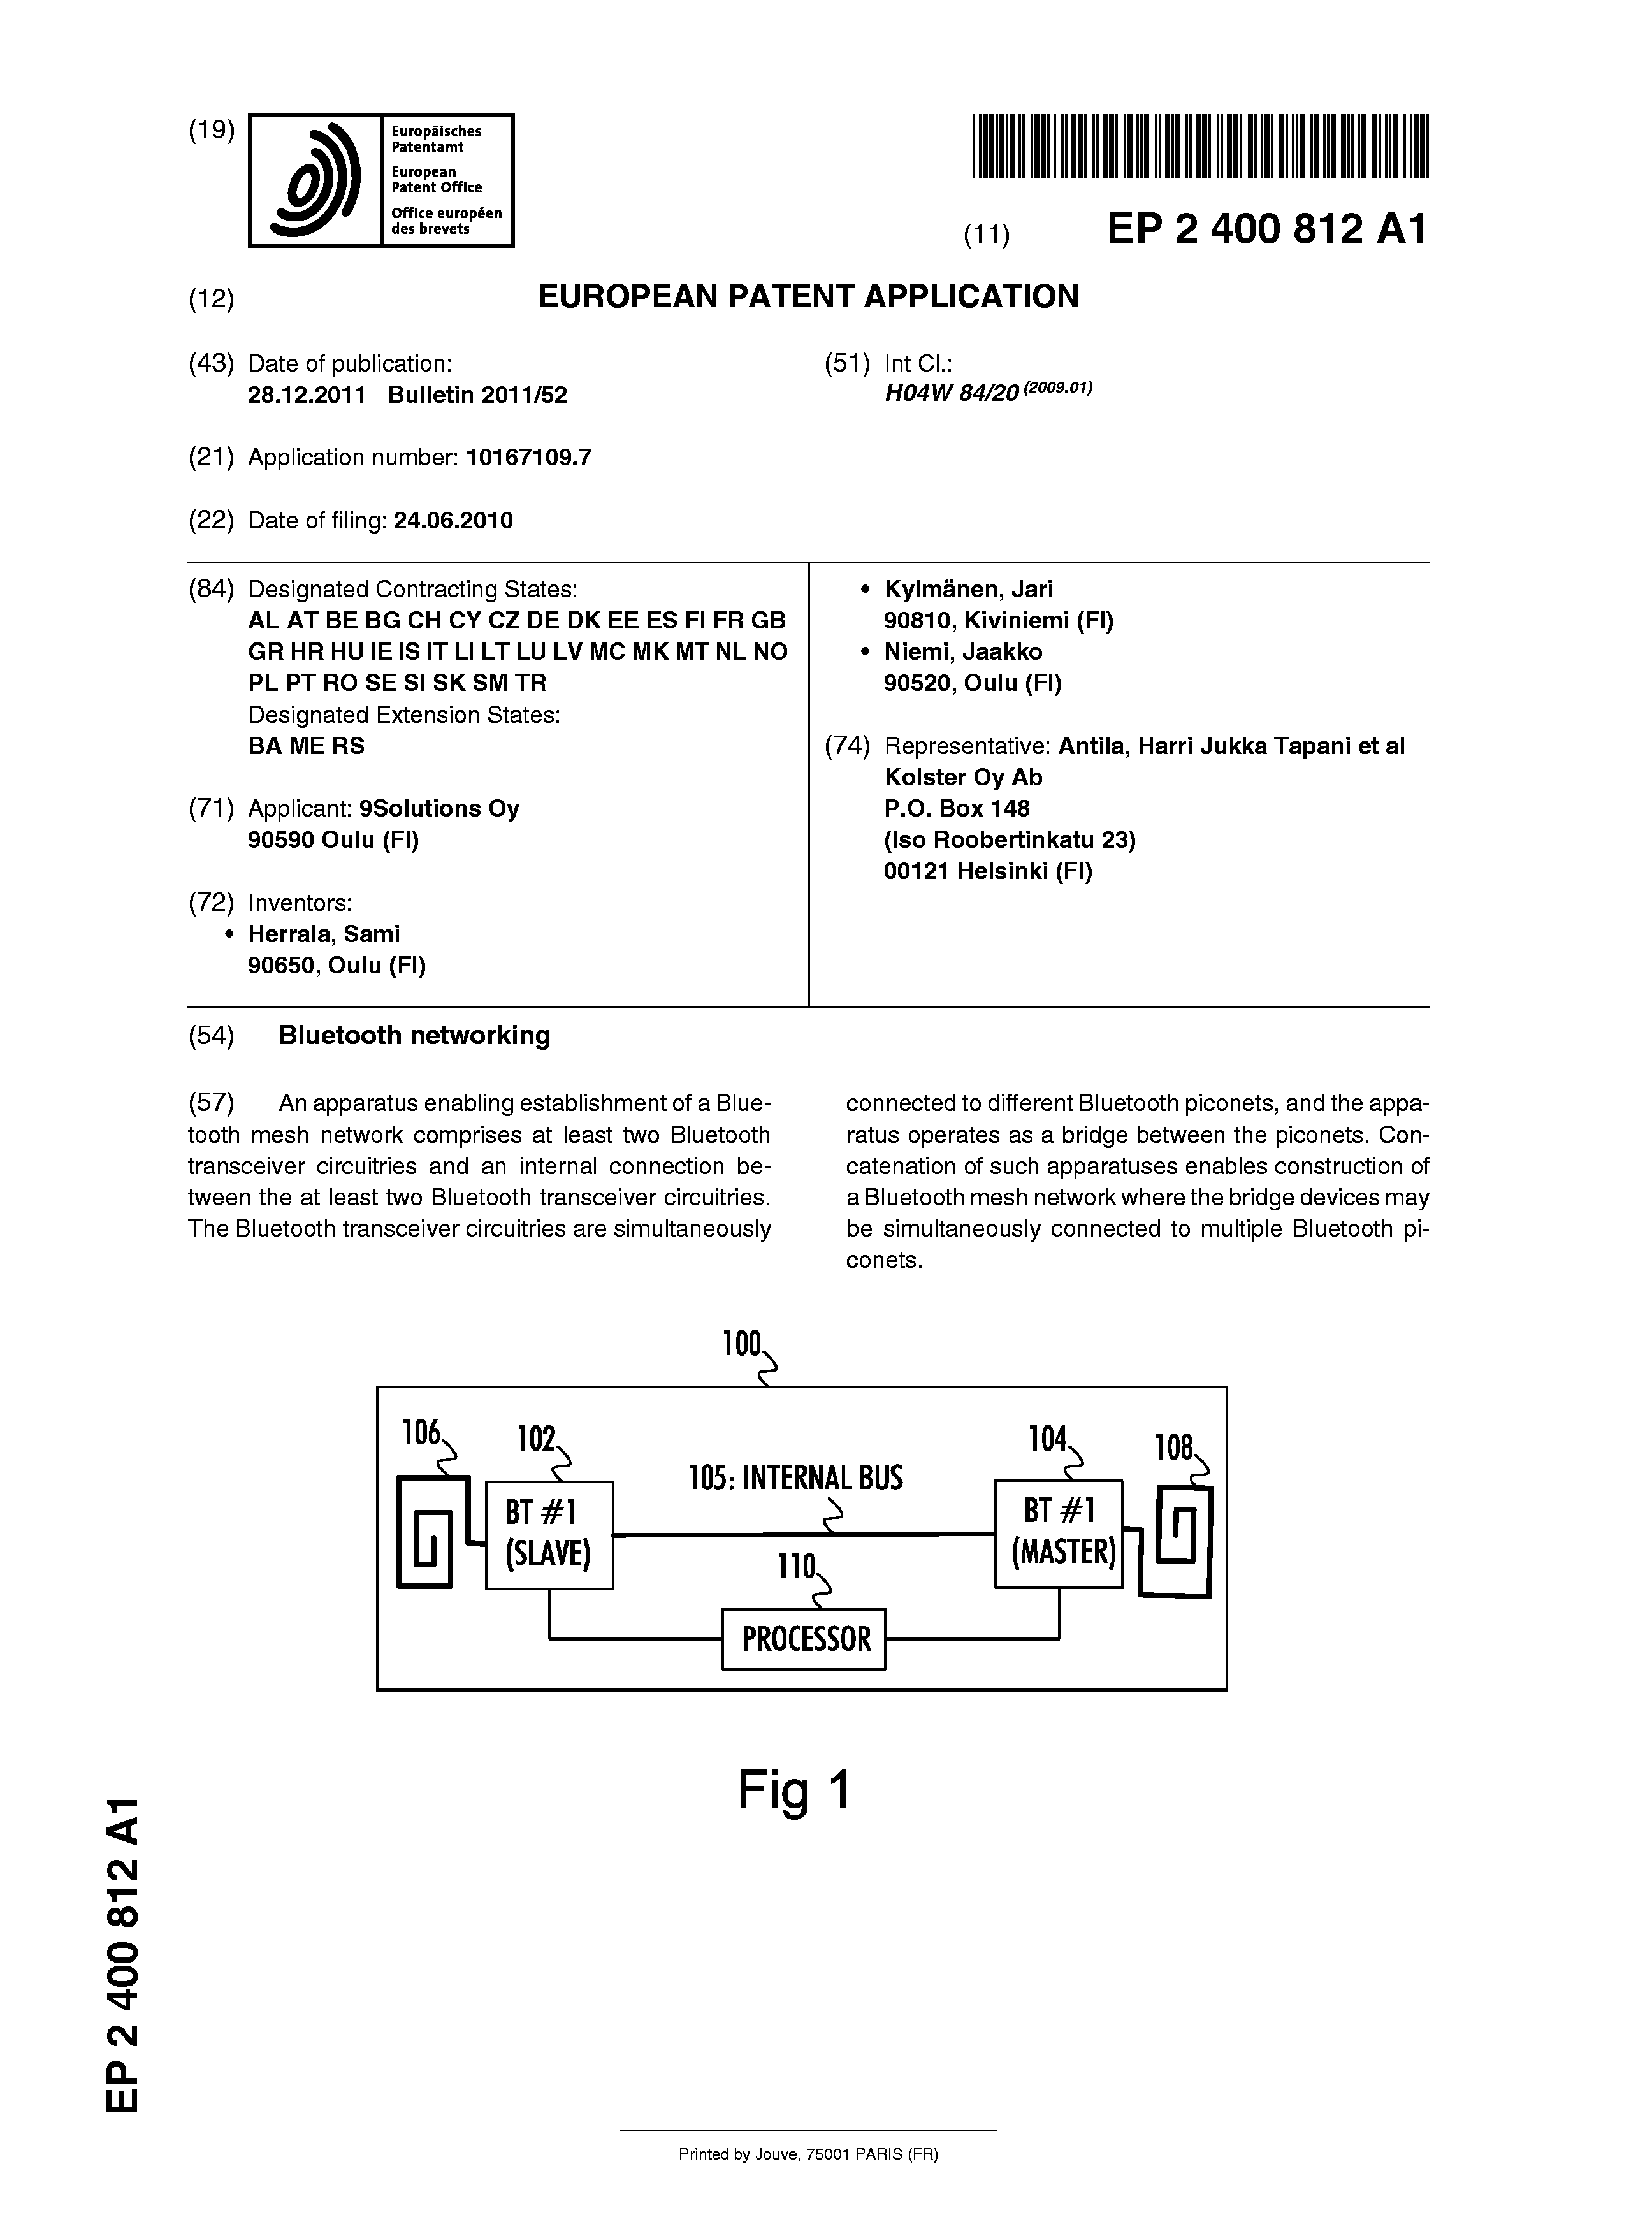 (19)
Europäisches
Patentamt
European
Patent Office
Office européen
des brevets
(11) EP 2 400 812 A1
(12) EUROPEAN PATENT APPLICATION
(43) Date of publication:
28.12.2011 Bulletin 2011/52
(51) Int Cl.:
H04W 84/20 (2009.01)
(21) Application number: 10167109.7
(22) Date of filing: 24.06.2010
(84) Designated Contracting States:
AL AT BE BG CH CY CZ DE DK EE ES FI FR GB
GR HR HU IE IS IT LI LT LU LV MC MK MT NL NO
PL PT RO SE SI SK SM TR
Designated Extension States:
BA ME RS
(71) Applicant: 9Solutions Oy
90590 Oulu (FI)
(72) Inventors:
• Herrala, Sami
90650, Oulu (FI)
• Kylmänen, Jari
90810, Kiviniemi (FI)
• Niemi, Jaakko
90520, Oulu (FI)
(74) Representative: Antila, Harri Jukka Tapani et al
Kolster Oy Ab
P.O. Box 148
(Iso Roobertinkatu 23)
00121 Helsinki (FI)
(54) Bluetooth networking
(57) An apparatus enabling establishment of a Blue-
tooth mesh network comprises at least two Bluetooth
transceiver circuitries and an internal connection be-
tween the at least two Bluetooth transceiver circuitries.
The Bluetooth transceiver circuitries are simultaneously
connected to different Bluetooth piconets, and the appa-
ratus operates as a bridge between the piconets. Con-
catenation of such apparatuses enables construction of
a Bluetooth mesh network where the bridge devices may
be simultaneously connected to multiple Bluetooth pi-
conets.
100
106
102
104
108
105: INTERNAL BUS
BT #1
(SLAVE)
BT #1
(MASTER)
110
PROCESSOR
Fig 1
EP 2 400 812 A1
Printed by Jouve, 75001 PARIS (FR)